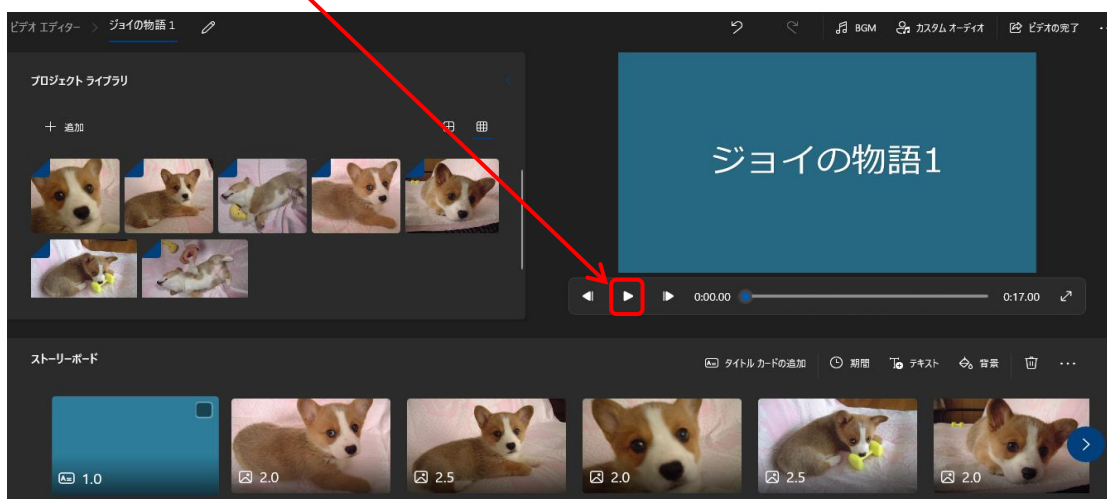 ビデオ エディター > ジョイの物語 1
BGM カスタム オーディオ ビデオの完了 ...
プロジェクト ライブラリ
+ 追加
ジョイの物語1
0:00.00 0:17.00
ストーリーボード
タイトル カードの追加 期間 テキスト 背景 ...
1.0 2.0 2.5 2.0 2.5 2.0